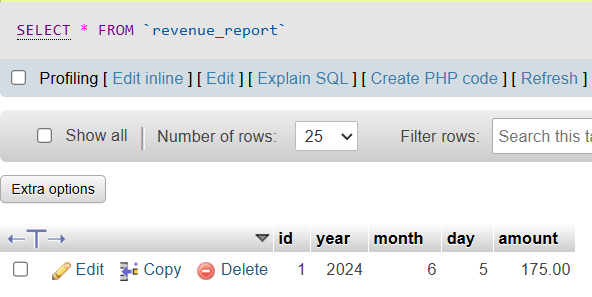 SELECT * FROM `revenue_report`
Profiling [ Edit inline ] [ Edit ] [ Explain SQL ] [ Create PHP code ] [ Refresh ]
Show all Number of rows: 25 Filter rows: Search this ta
Extra options
←T→ id year month day amount
Edit Copy Delete 1 2024 6 5 175.00